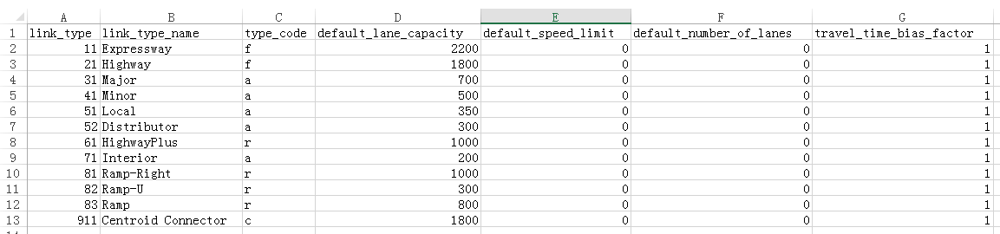 A B C D E F G
1 link_type link_type_name type_code default_lane_capacity default_speed_limit default_number_of_lanes travel_time_bias_factor
2 11 Expressway f 2200 0 0 1
3 21 Highway f 1800 0 0 1
4 31 Major a 700 0 0 1
5 41 Minor a 500 0 0 1
6 51 Local a 350 0 0 1
7 52 Distributor a 300 0 0 1
8 61 HighwayPlus r 1000 0 0 1
9 71 Interior a 200 0 0 1
10 81 Ramp-Right r 1000 0 0 1
11 82 Ramp-U r 300 0 0 1
12 83 Ramp r 800 0 0 1
13 911 Centroid Connector c 1800 0 0 1